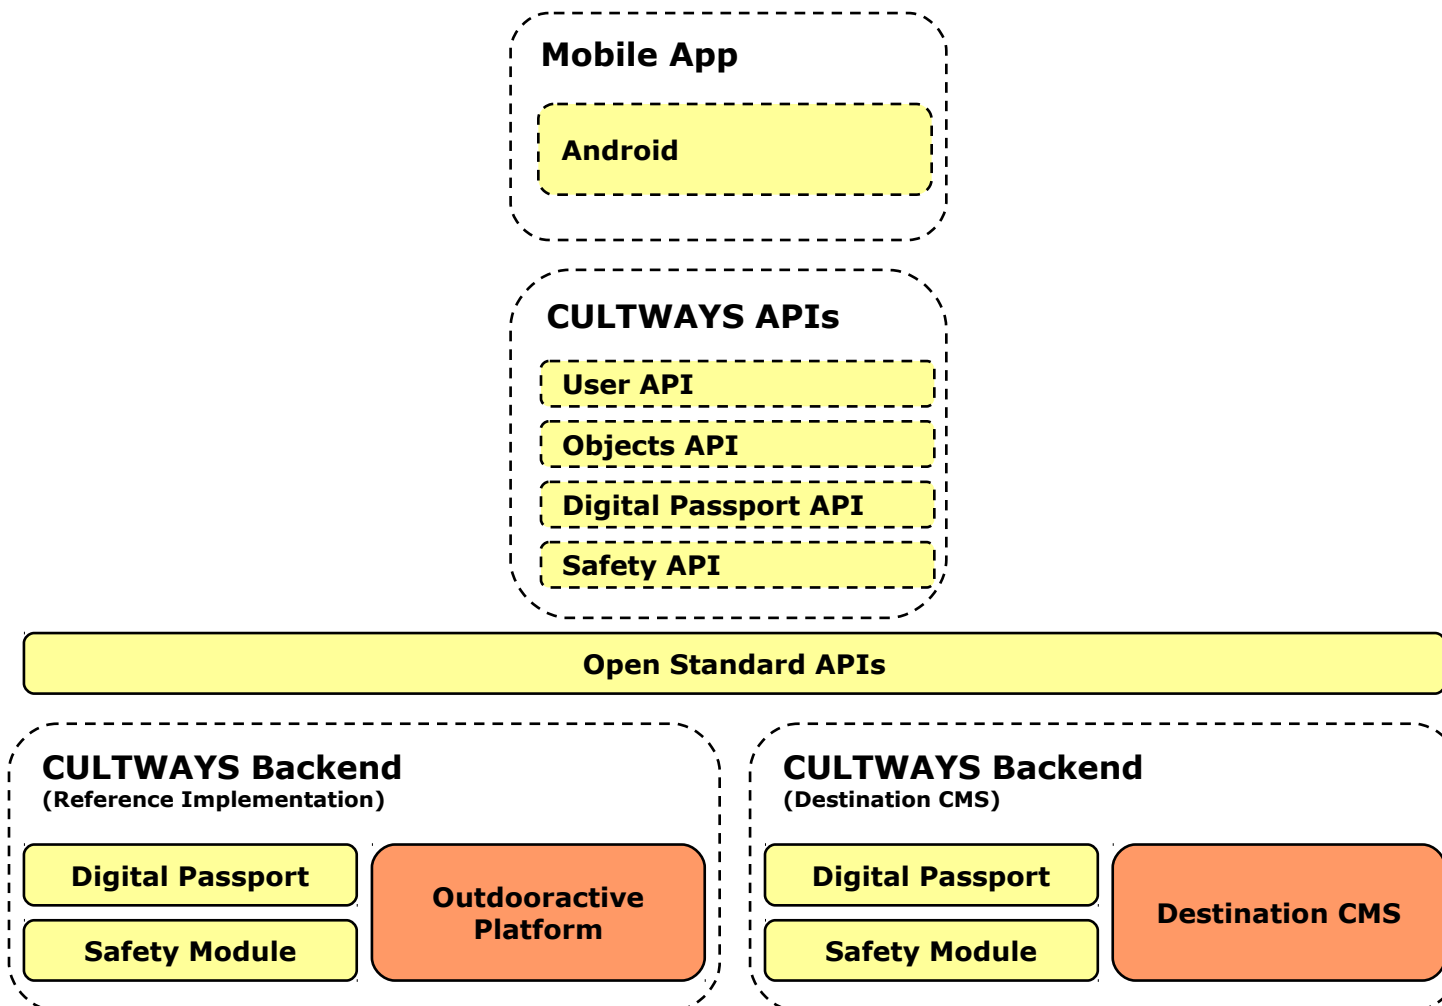 Mobile App
Android
CULTWAYS APIs
User API
Objects API
Digital Passport API
Safety API
Open Standard APIs
CULTWAYS Backend
(Reference Implementation)
Digital Passport
Safety Module
Outdooractive
Platform
CULTWAYS Backend
(Destination CMS)
Digital Passport
Safety Module
Destination CMS